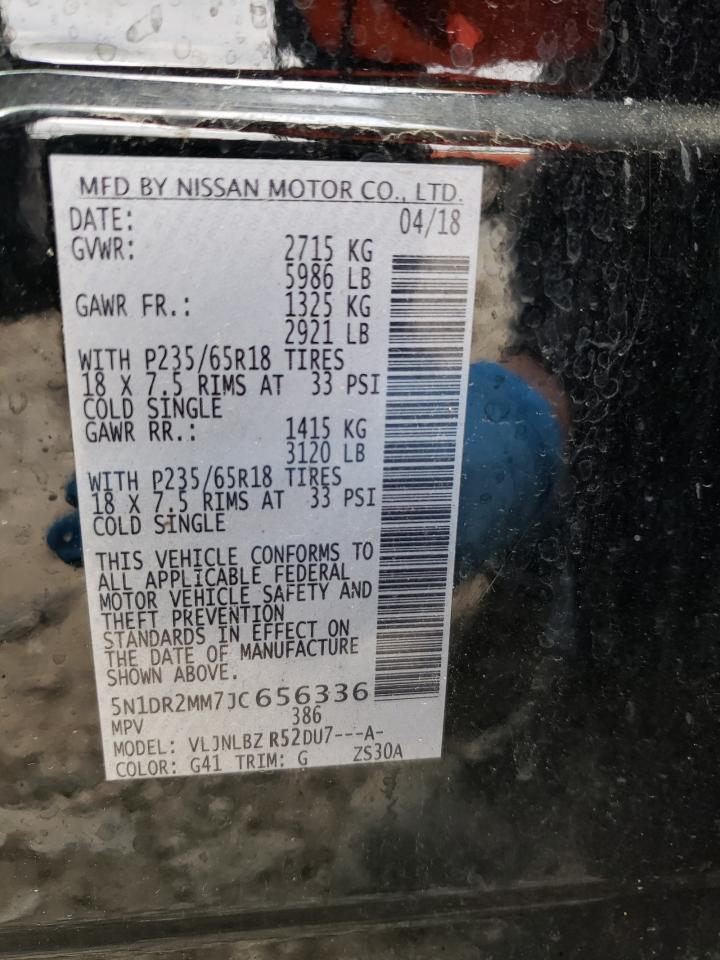 MFD BY NISSAN MOTOR CO., LTD.
DATE: 04/18
GVWR: 2715 KG
5986 LB
GAWR FR.: 1325 KG
2921 LB
WITH P235/65R18 TIRES
18 X 7.5 RIMS AT 33 PSI
COLD SINGLE
GAWR RR.: 1415 KG
3120 LB
WITH P235/65R18 TIRES
18 X 7.5 RIMS AT 33 PSI
COLD SINGLE
THIS VEHICLE CONFORMS TO
ALL APPLICABLE FEDERAL
MOTOR VEHICLE SAFETY AND
THEFT PREVENTION
STANDARDS IN EFFECT ON
THE DATE OF MANUFACTURE
SHOWN ABOVE.
5N1DR2MM7JC656336
MPV 386
MODEL: VLJNLBZ R52DU7---A-
COLOR: G41 TRIM: G ZS30A